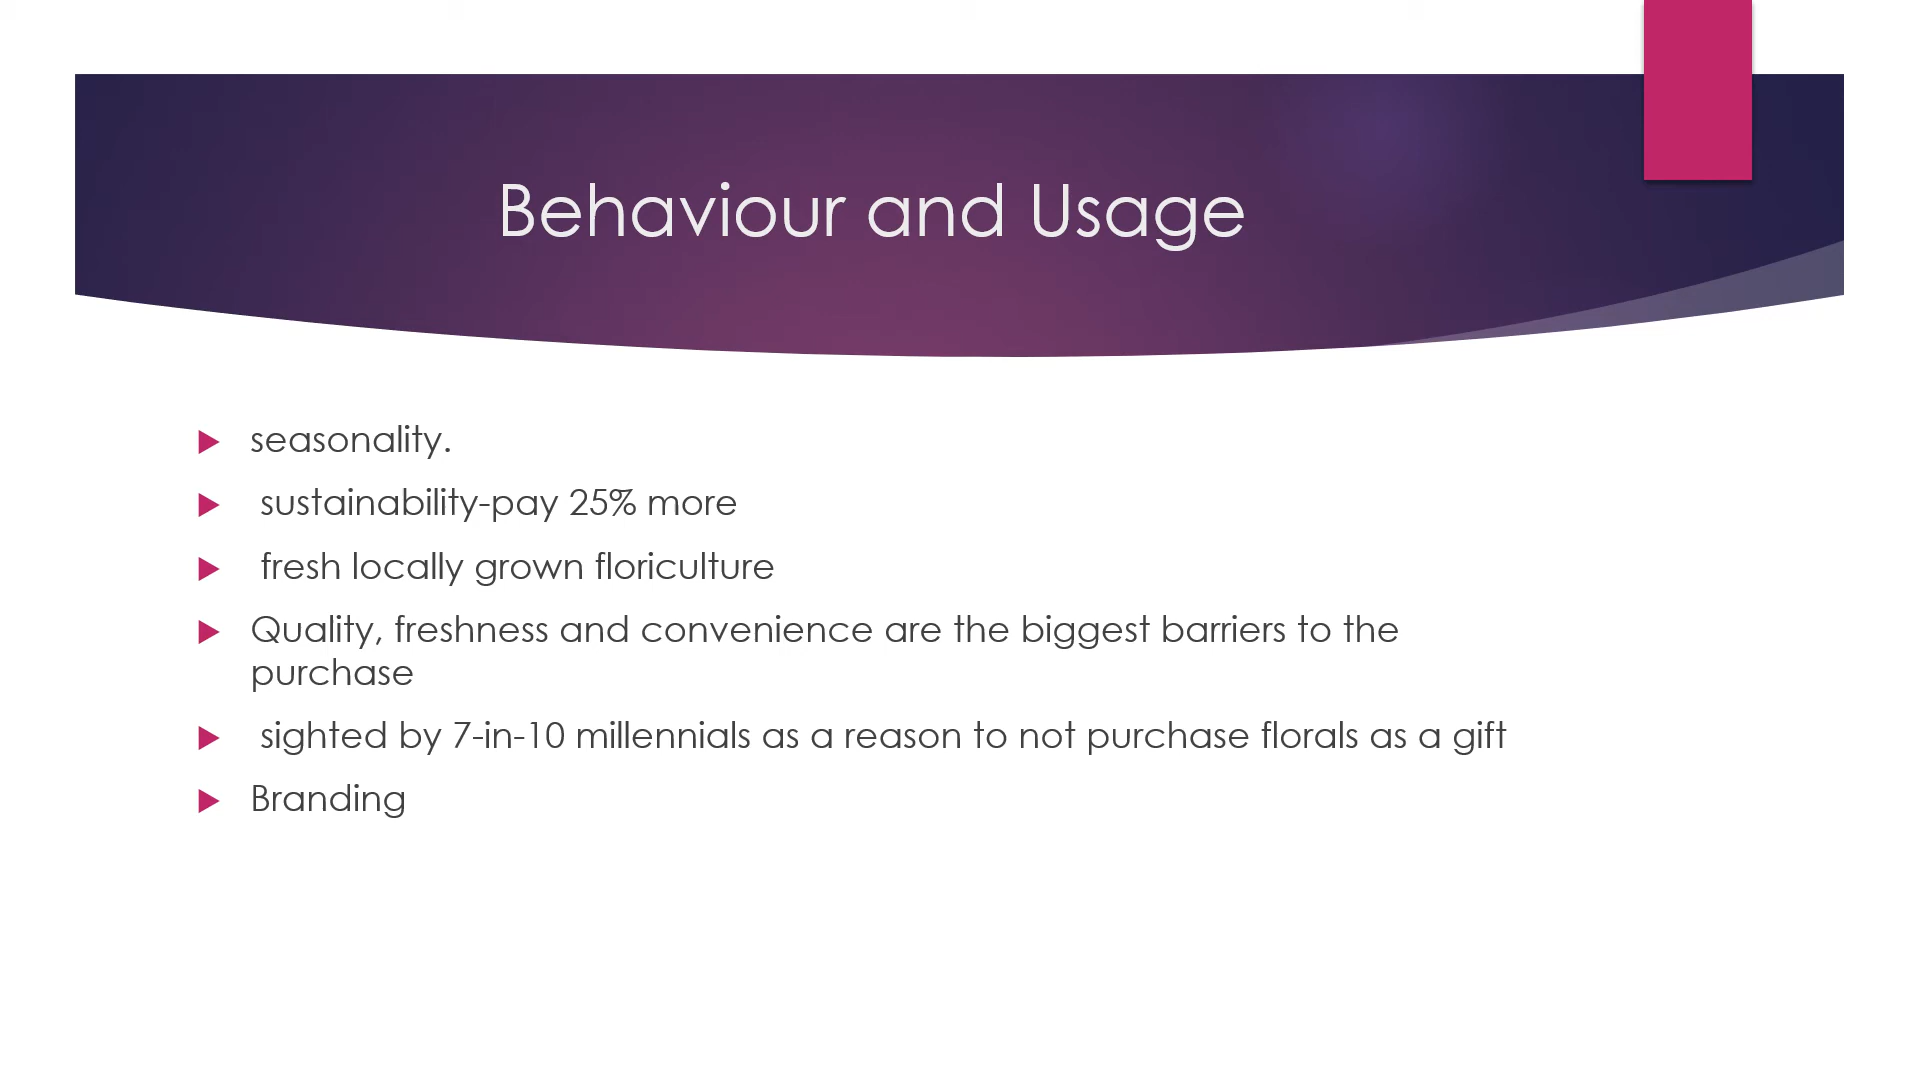 Behaviour and Usage
seasonality.
sustainability-pay 25% more
fresh locally grown floriculture
Quality, freshness and convenience are the biggest barriers to the
purchase
sighted by 7-in-10 millennials as a reason to not purchase florals as a gift
Branding